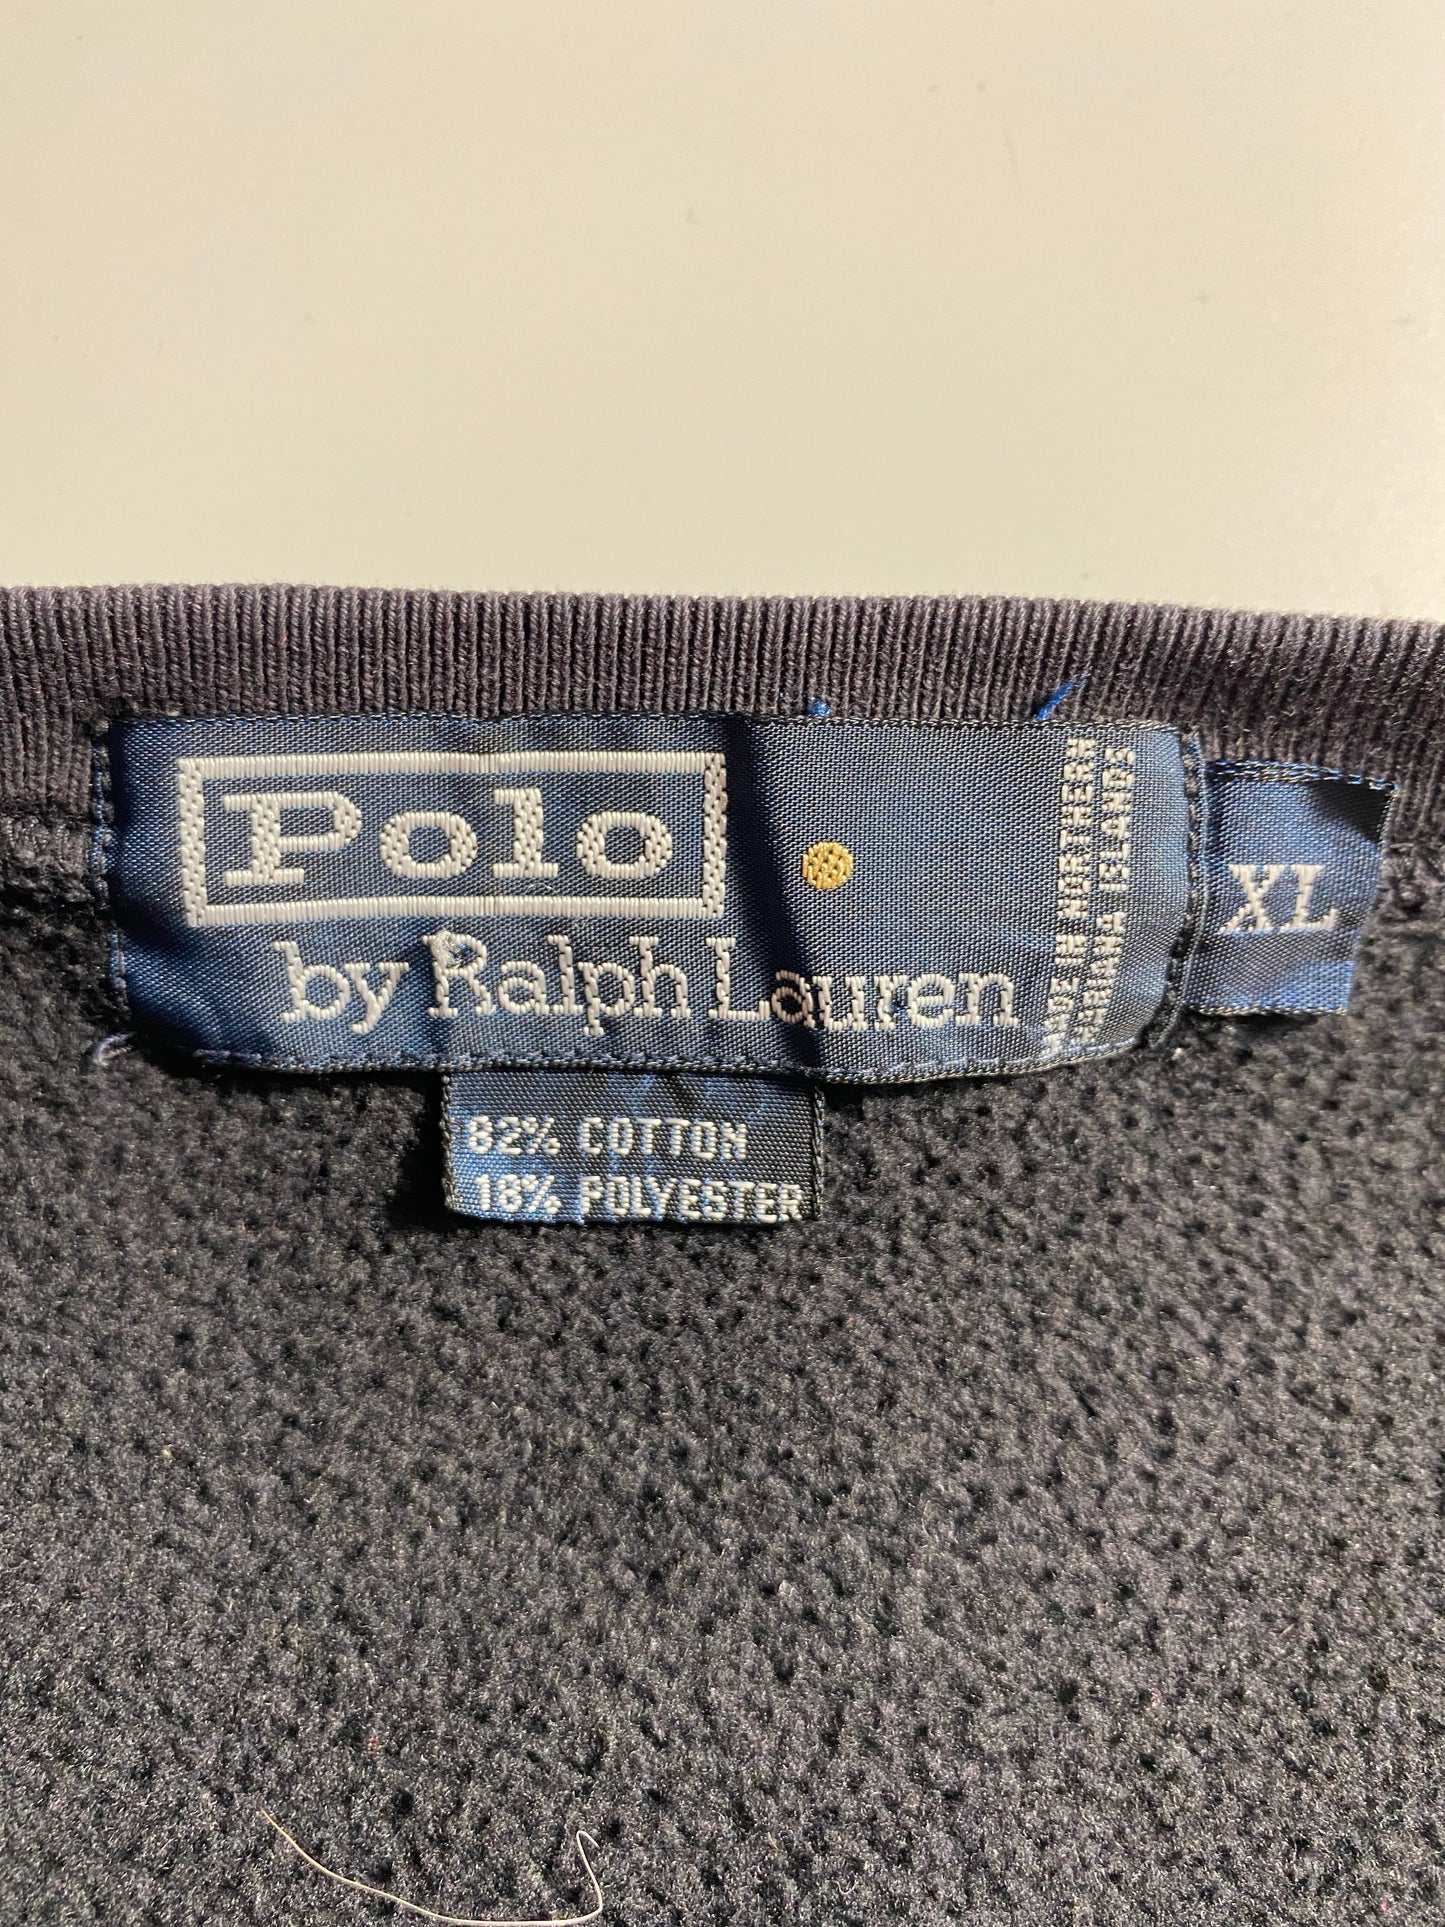 Polo
by Ralph Lauren
MADE IN NORTHERN
MARIANA ISLANDS
XL
82% COTTON
18% POLYESTER